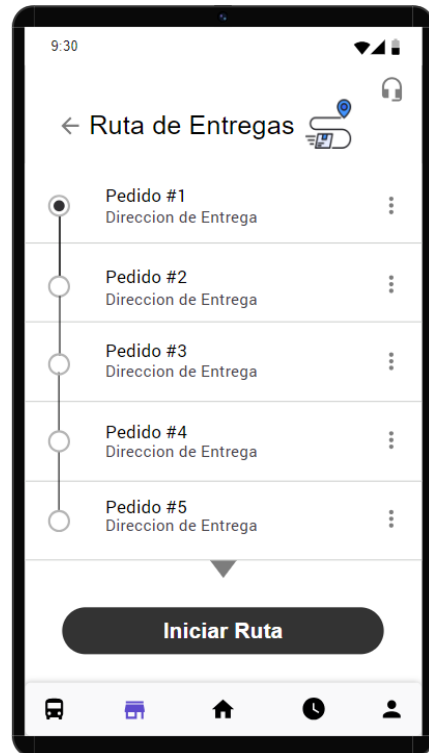 9:30
Ruta de Entregas
Pedido #1
Direccion de Entrega
Pedido #2
Direccion de Entrega
Pedido #3
Direccion de Entrega
Pedido #4
Direccion de Entrega
Pedido #5
Direccion de Entrega
Iniciar Ruta